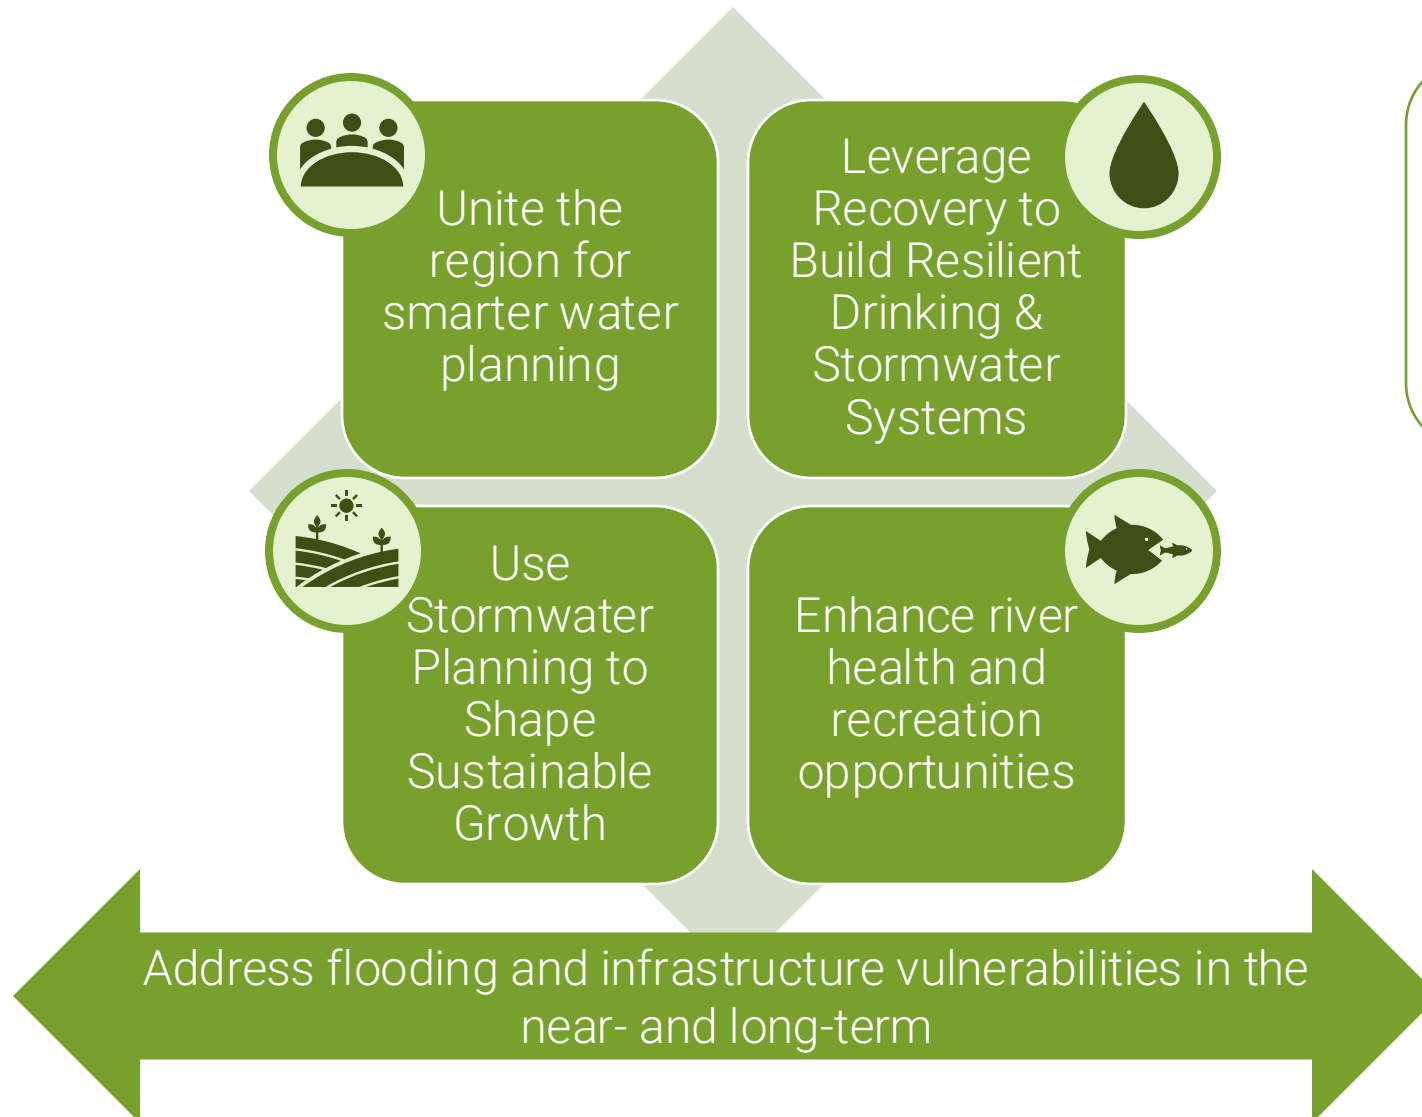 Unite the
region for
smarter water
planning
Leverage
Recovery to
Build Resilient
Drinking &
Stormwater
Systems
Use
Stormwater
Planning to
Shape
Sustainable
Growth
Enhance river
health and
recreation
opportunities
Address flooding and infrastructure vulnerabilities in the
near- and long-term